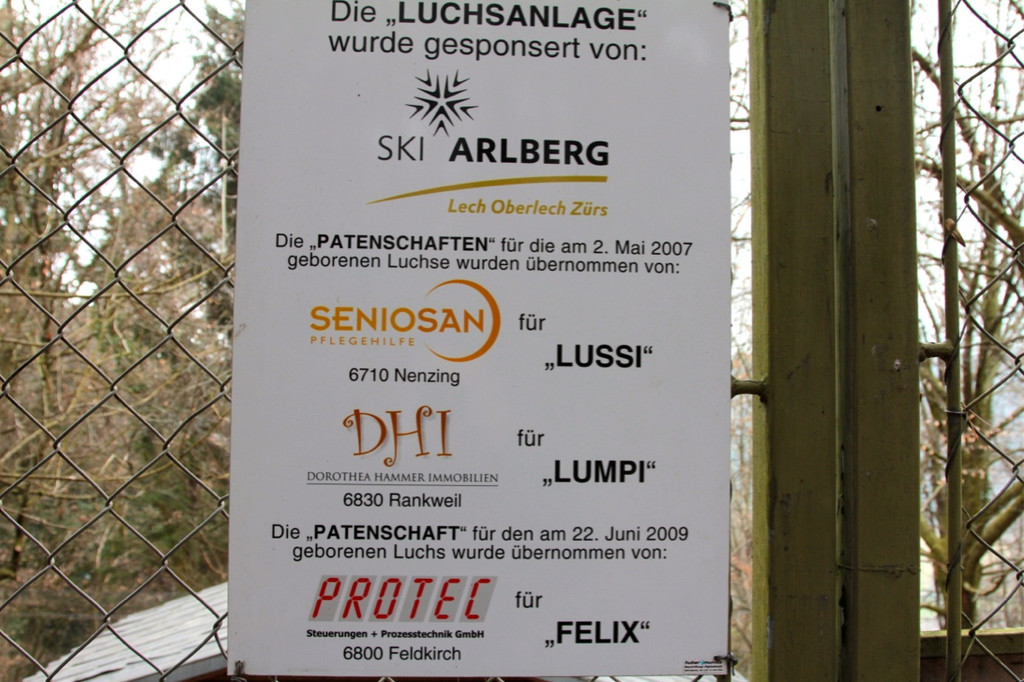 Die „LUCHSANLAGE“
wurde gesponsert von:
SKI ARLBERG
Lech Oberlech Zürs
Die „PATENSCHAFTEN“ für die am 2. Mai 2007
geborenen Luchse wurden übernommen von:
SENIOSAN
PFLEGEHILFE
6710 Nenzing
für
„LUSSI“
DHI
DOROTHEA HAMMER IMMOBILIEN
6830 Rankweil
für
„LUMPI“
Die „PATENSCHAFT“ für den am 22. Juni 2009
geborenen Luchs wurde übernommen von:
PROTEC
Steuerungen + Prozesstechnik GmbH
6800 Feldkirch
für
„FELIX“